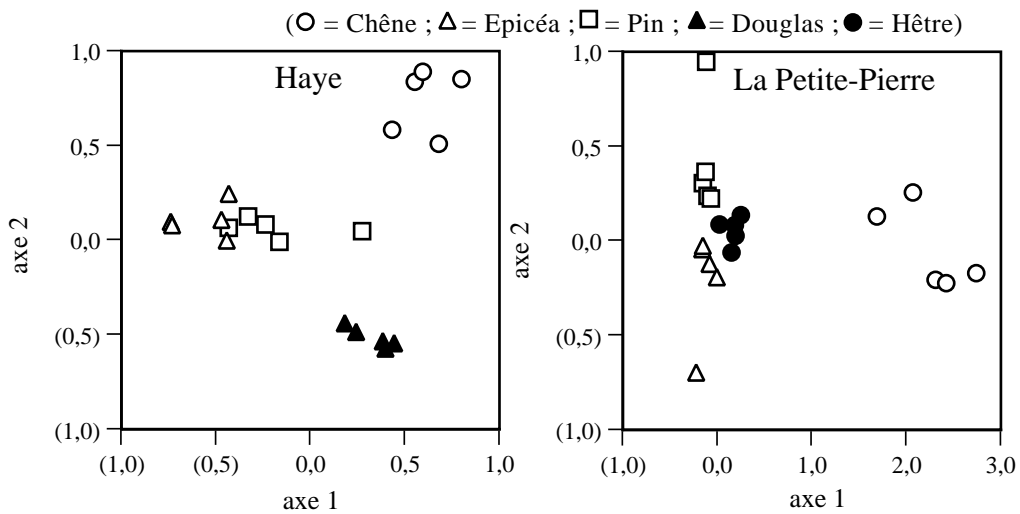 (○ = Chêne ; △ = Epicéa ; □ = Pin ; ▲ = Douglas ; ● = Hêtre)
Haye
1,0
0,5
0,0
(0,5)
(1,0)
axe 2
(1,0) (0,5) 0,0 0,5 1,0
axe 1
La Petite-Pierre
1,0
0,5
0,0
(0,5)
(1,0)
axe 2
(1,0) 0,0 1,0 2,0 3,0
axe 1